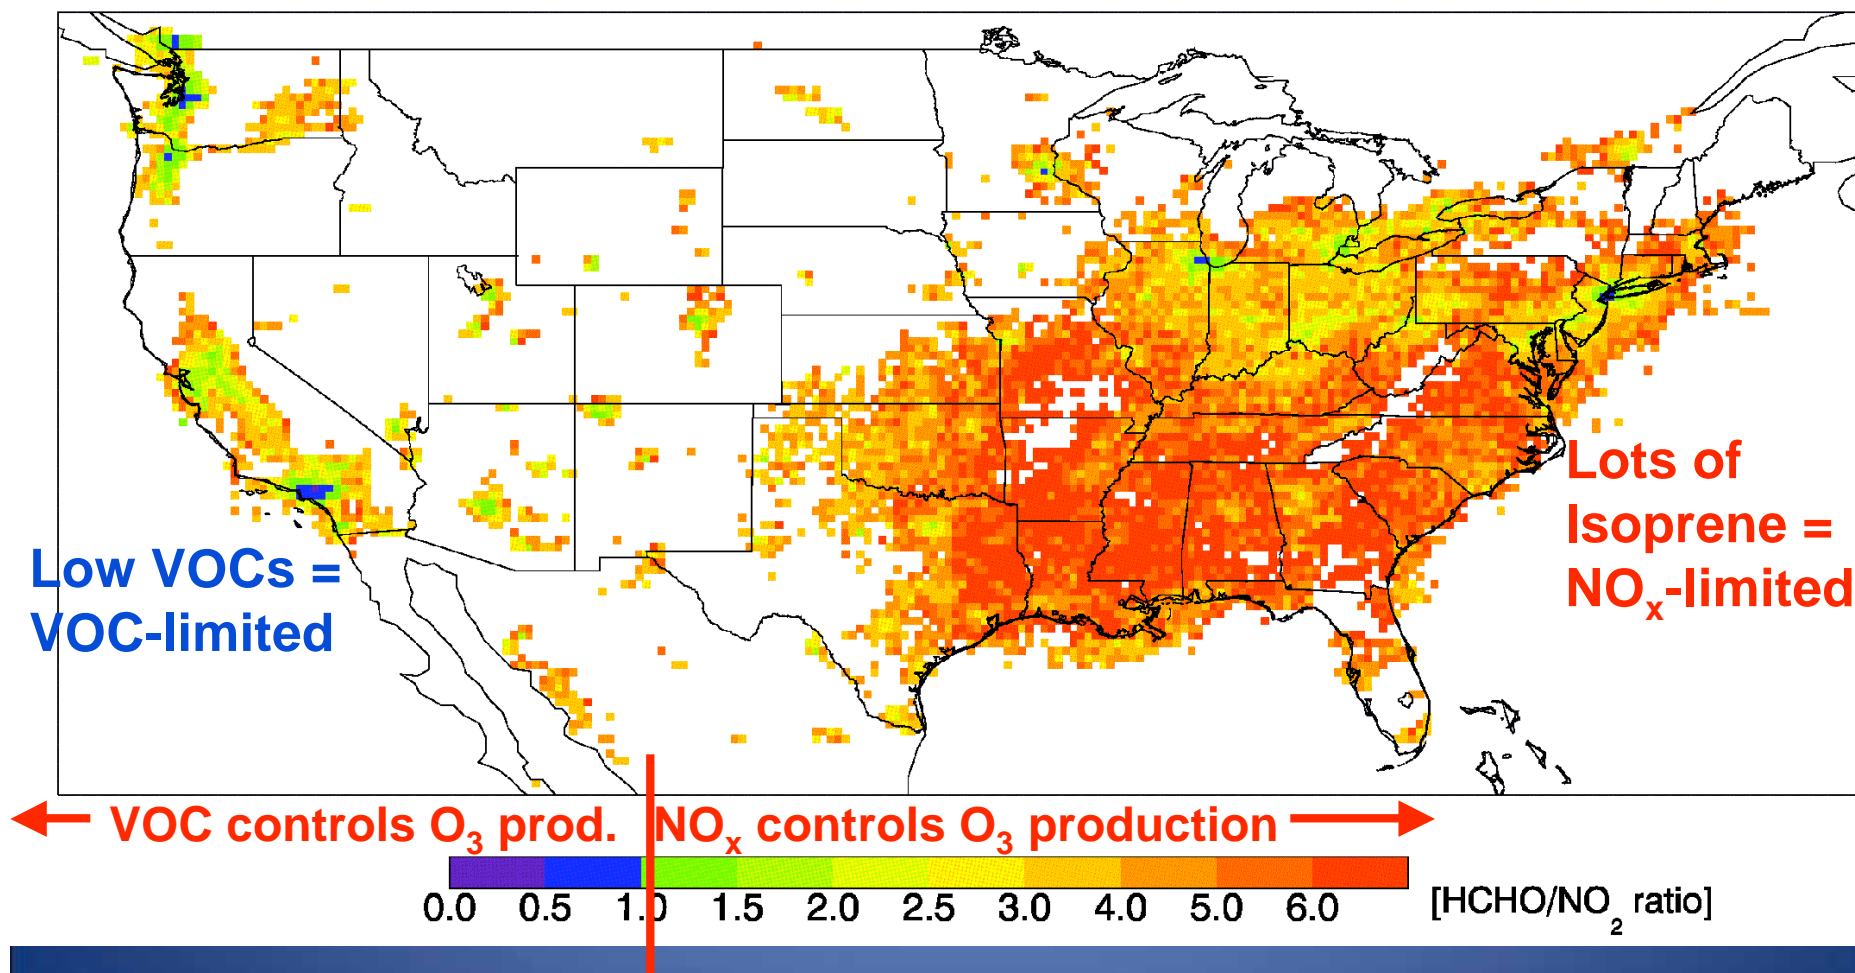 Low VOCs =
VOC-limited
Lots of
Isoprene =
NOx-limited
VOC controls O3 prod.
NOx controls O3 production
0.0 0.5 1.0 1.5 2.0 2.5 3.0 4.0 5.0 6.0
[HCHO/NO2 ratio]